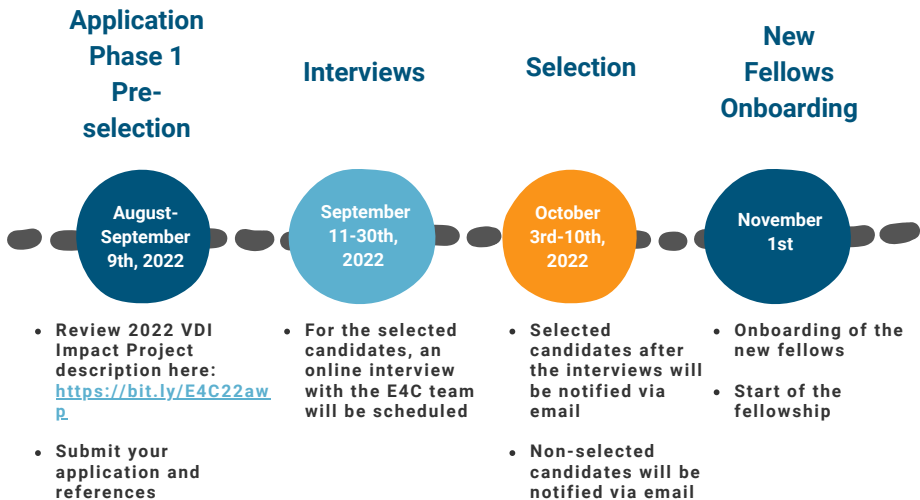 Application
Phase 1
Pre-
selection
August-
September
9th, 2022
• Review 2022 VDI
Impact Project
description here:
https://bit.ly/E4C22aw
p
• Submit your
application and
references
Interviews
September
11-30th,
2022
• For the selected
candidates, an
online interview
with the E4C team
will be scheduled
Selection
October
3rd-10th,
2022
• Selected
candidates after
the interviews will
be notified via
email
• Non-selected
candidates will be
notified via email
New
Fellows
Onboarding
November
1st
• Onboarding of the
new fellows
• Start of the
fellowship